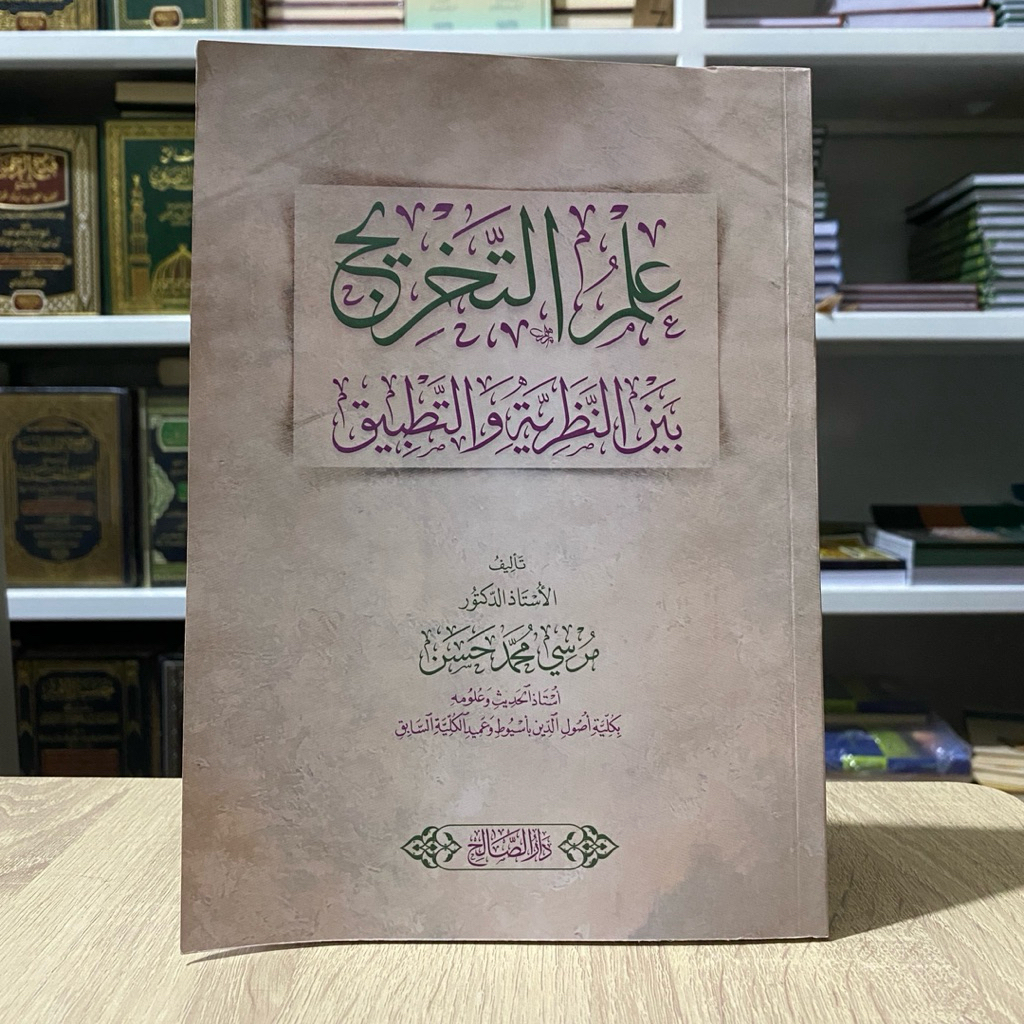 علم التخريج
بين النظرية والتطبيق
تأليف
الأستاذ الدكتور
مرسي محمد حسن
أستاذ الحديث وعلومه
بكلية أصول الدين بأسيوط وعميد الكلية السابق
دار الصالح